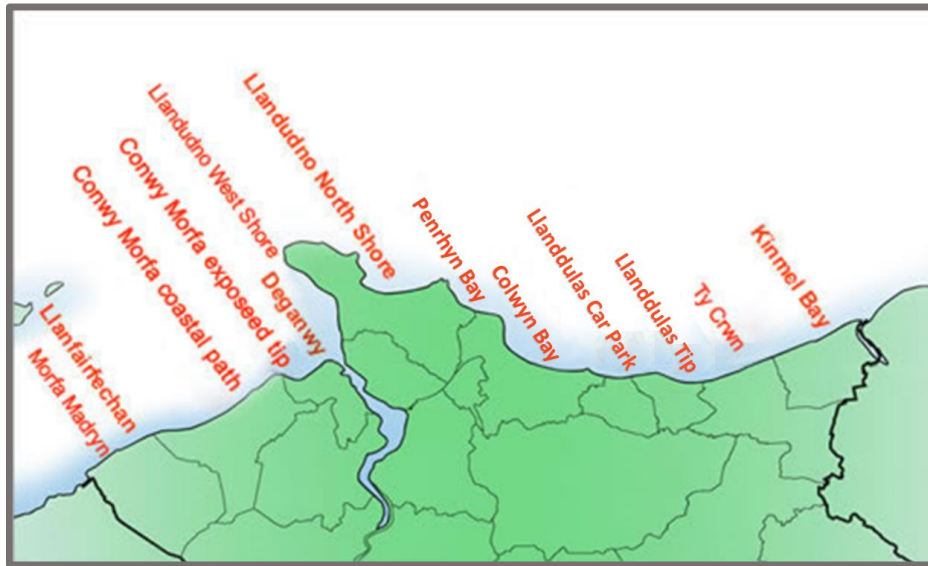 Morfa Madryn
Llanfairfechan
Conwy Morfa coastal path
Conwy Morfa exposeed tip
Deganwy
Llandudno West Shore
Llandudno North Shore
Penrhyn Bay
Colwyn Bay
Llanddulas Car Park
Llanddulas Tip
Ty Crwn
Kinmel Bay